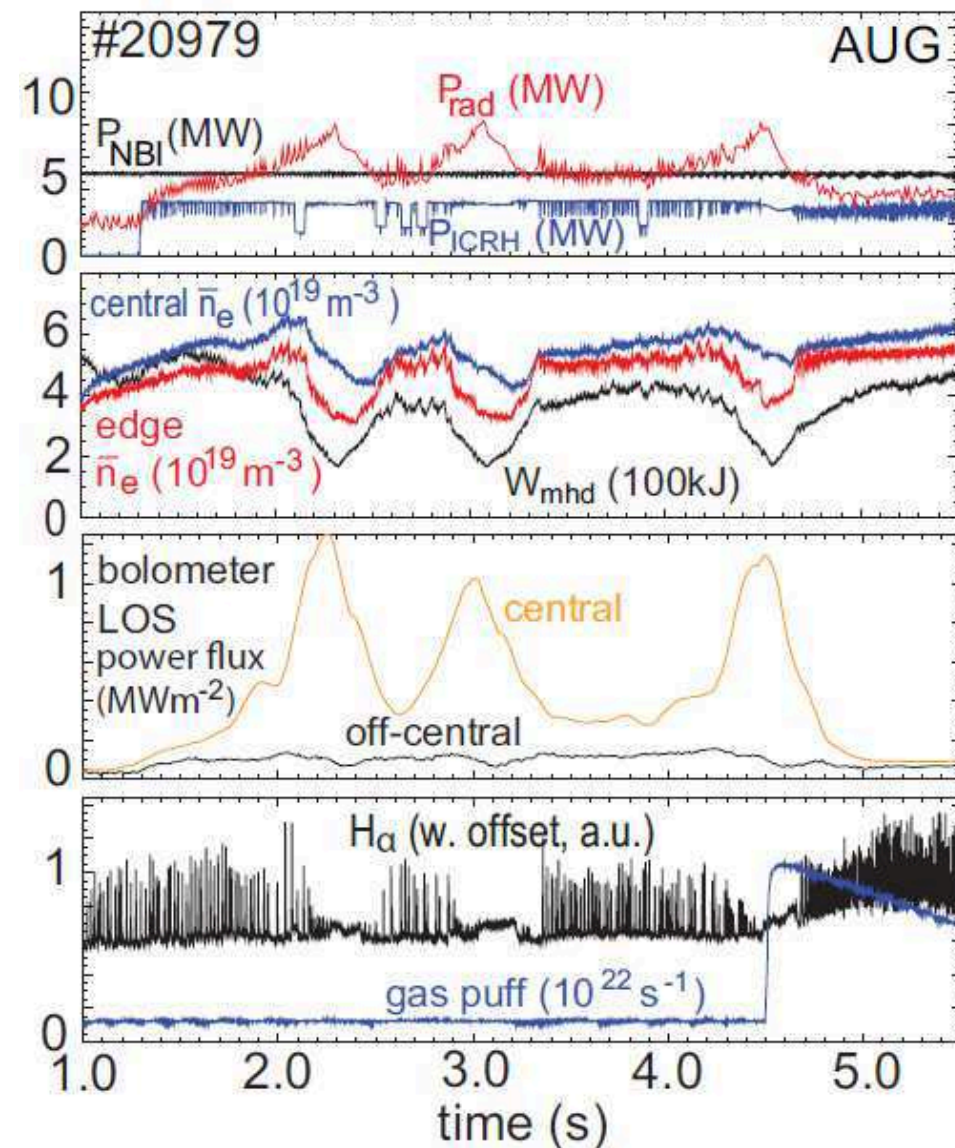 #20979 AUG
P_rad (MW)
P_NBI (MW)
P_ICRH (MW)
10
5
0
central n̄_e (10^19 m^-3)
edge
n̄_e (10^19 m^-3)
W_mhd (100kJ)
6
4
2
0
bolometer
LOS
power flux
(MWm^-2)
central
off-central
1
0
H_α (w. offset, a.u.)
gas puff (10^22 s^-1)
1
0
1.0 2.0 3.0 4.0 5.0
time (s)